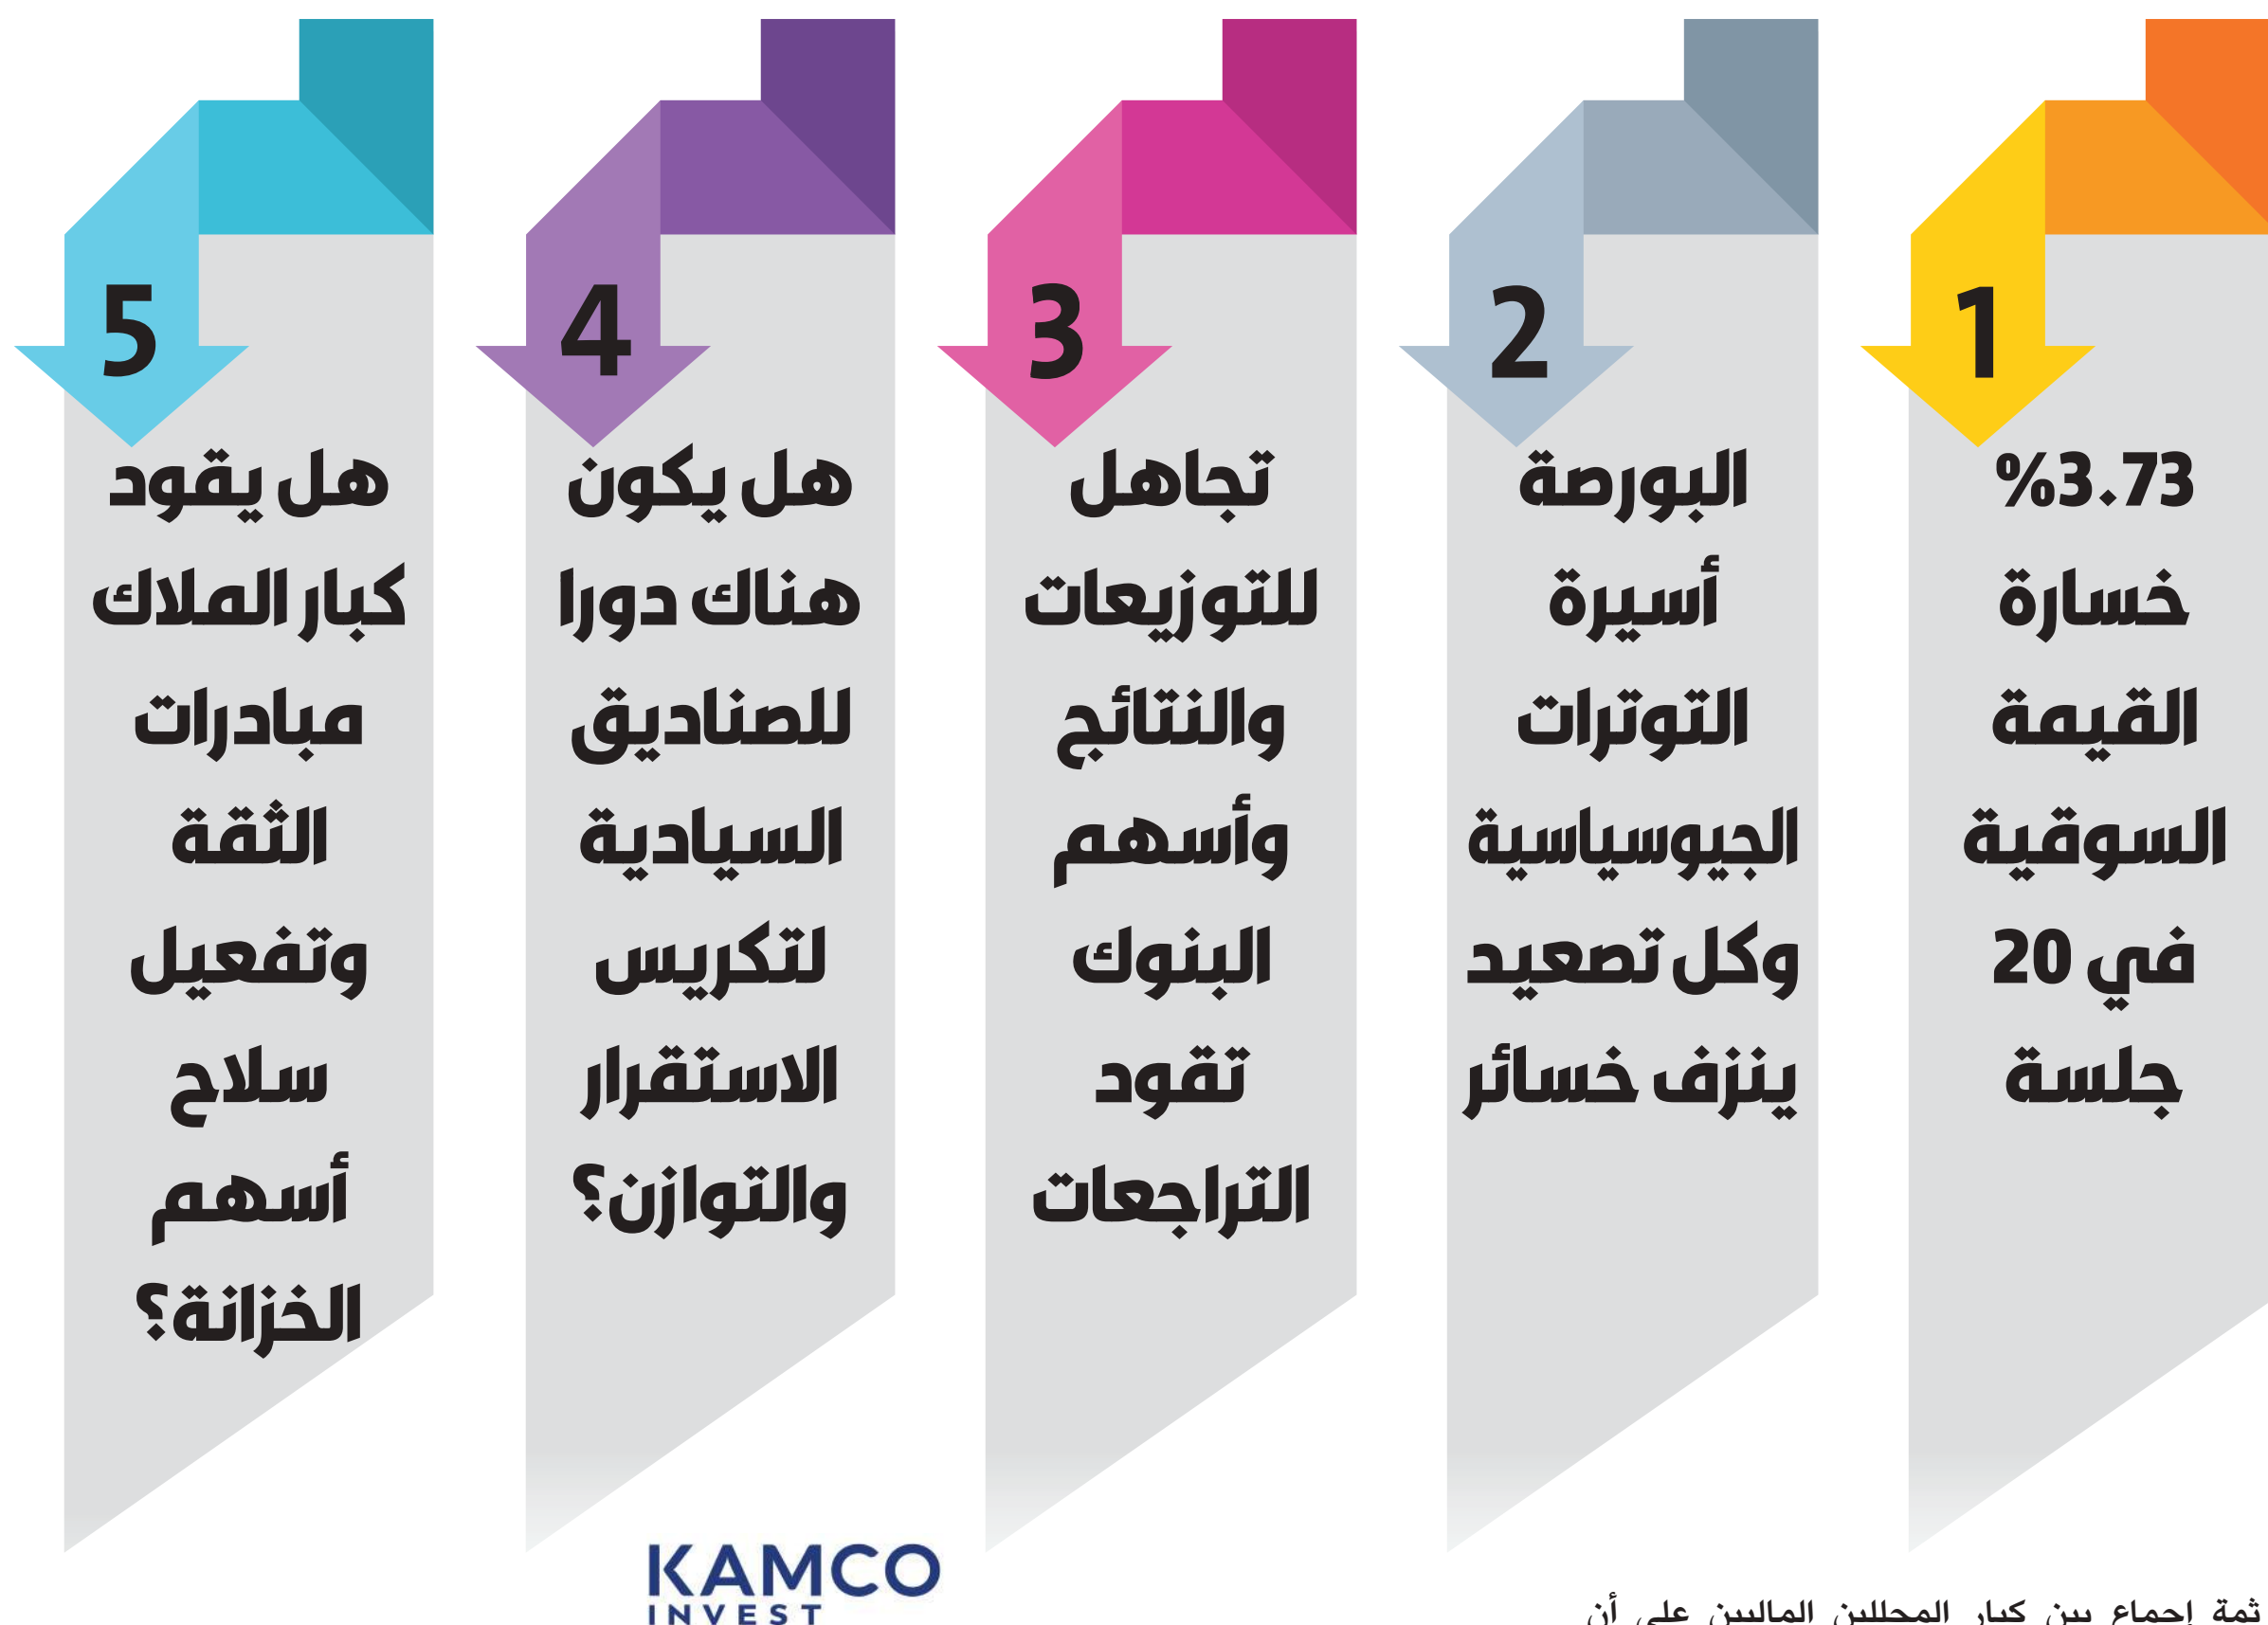 1
%3.73
خسارة
القيمة
السوقية
في 20
جلسة
2
البورصة
أسيرة
التوترات
الجيوسياسية
وكل تصعيد
ينزف خسائر
3
تجاهل
للتوزيعات
والنتائج
وأسهم
البنوك
تقود
التراجعات
4
هل يكون
هناك دورا
للصناديق
السيادية
لتكريس
الاستقرار
والتوازن؟
5
هل يقود
كبار الملاك
مبادرات
الثقة
وتفعيل
سلاح
أسهم
الخزانة؟
KAMCO
INVEST
ثمة إجماع بين كبار المحللين الماليين على أن